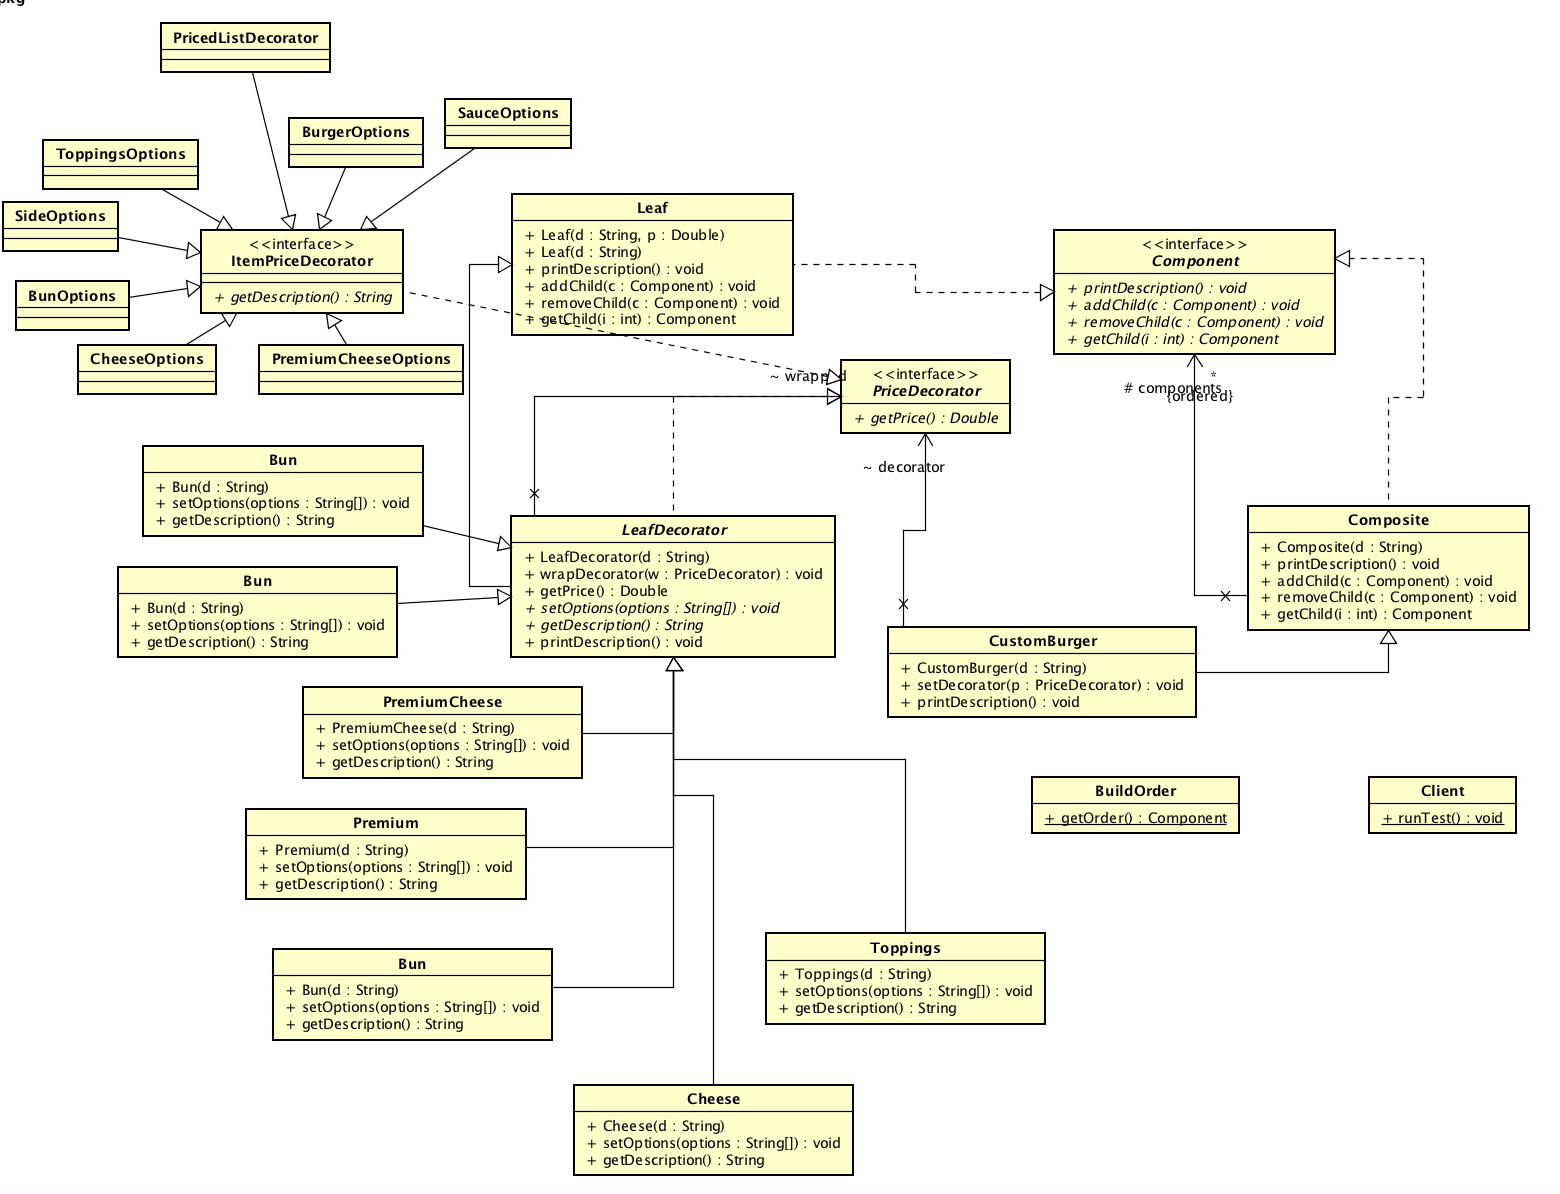 pkg
PricedListDecorator
SauceOptions
BurgerOptions
ToppingsOptions
SideOptions
BunOptions
CheeseOptions
PremiumCheeseOptions
<<interface>>
ItemPriceDecorator
+ getDescription() : String
Leaf
+ Leaf(d : String, p : Double)
+ Leaf(d : String)
+ printDescription() : void
+ addChild(c : Component) : void
+ removeChild(c : Component) : void
+ getChild(i : int) : Component
<<interface>>
Component
+ printDescription() : void
+ addChild(c : Component) : void
+ removeChild(c : Component) : void
+ getChild(i : int) : Component
~ wrapped
<<interface>>
PriceDecorator
+ getPrice() : Double
*
# components
{ordered}
~ decorator
Bun
+ Bun(d : String)
+ setOptions(options : String[]) : void
+ getDescription() : String
Bun
+ Bun(d : String)
+ setOptions(options : String[]) : void
+ getDescription() : String
LeafDecorator
+ LeafDecorator(d : String)
+ wrapDecorator(w : PriceDecorator) : void
+ getPrice() : Double
+ setOptions(options : String[]) : void
+ getDescription() : String
+ printDescription() : void
Composite
+ Composite(d : String)
+ printDescription() : void
+ addChild(c : Component) : void
+ removeChild(c : Component) : void
+ getChild(i : int) : Component
CustomBurger
+ CustomBurger(d : String)
+ setDecorator(p : PriceDecorator) : void
+ printDescription() : void
PremiumCheese
+ PremiumCheese(d : String)
+ setOptions(options : String[]) : void
+ getDescription() : String
BuildOrder
+ getOrder() : Component
Client
+ runTest() : void
Premium
+ Premium(d : String)
+ setOptions(options : String[]) : void
+ getDescription() : String
Bun
+ Bun(d : String)
+ setOptions(options : String[]) : void
+ getDescription() : String
Toppings
+ Toppings(d : String)
+ setOptions(options : String[]) : void
+ getDescription() : String
Cheese
+ Cheese(d : String)
+ setOptions(options : String[]) : void
+ getDescription() : String